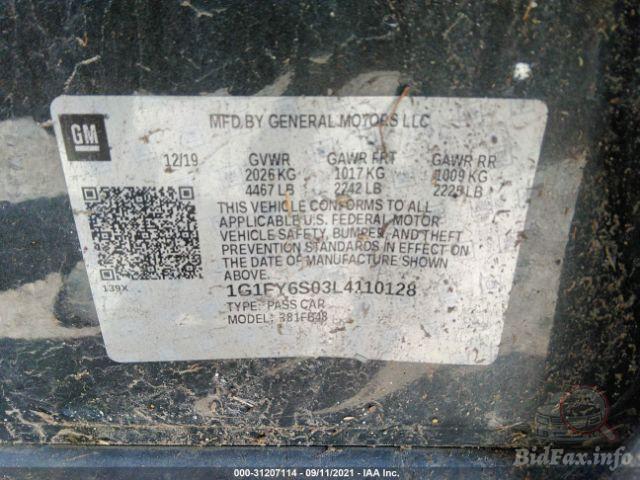 GM
MFD. BY GENERAL MOTORS LLC
12/19 GVWR GAWR FRT GAWR RR
2026 KG 1017 KG 1009 KG
4467 LB 2242 LB 2225 LB
THIS VEHICLE CONFORMS TO ALL
APPLICABLE U.S. FEDERAL MOTOR
VEHICLE SAFETY, BUMPER, AND THEFT
PREVENTION STANDARDS IN EFFECT ON
THE DATE OF MANUFACTURE SHOWN
ABOVE.
139X
1G1FY6S03L4110128
TYPE: PASS CAR
MODEL:
BidFax.info
000-31207114 - 09/11/2021 - IAA Inc.